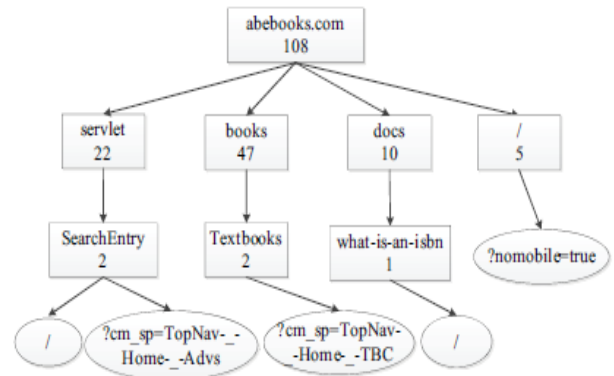 abebooks.com
108
servlet
22
books
47
docs
10
/
5
SearchEntry
2
Textbooks
2
what-is-an-isbn
1
?nomobile=true
/
?cm_sp=TopNav-_-
Home-_-Advs
?cm_sp=TopNav-
_-Home-_-TBC
/